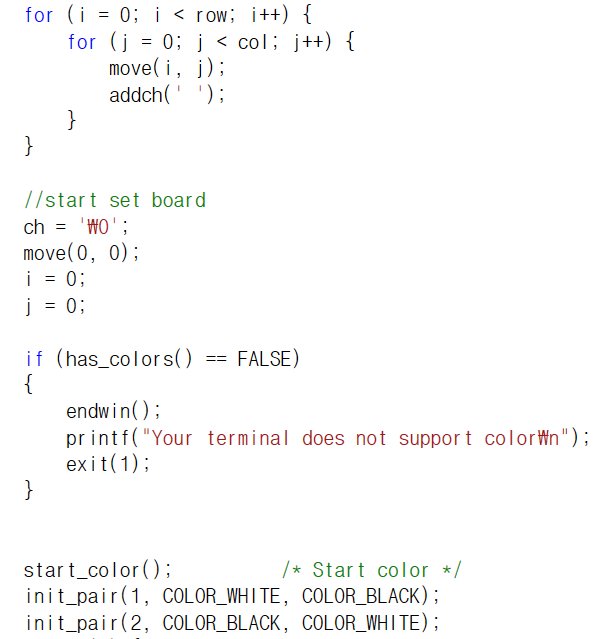 for (i = 0; i < row; i++) {
    for (j = 0; j < col; j++) {
        move(i, j);
        addch(' ');
    }
}

//start set board
ch = '₩0';
move(0, 0);
i = 0;
j = 0;

if (has_colors() == FALSE)
{
    endwin();
    printf("Your terminal does not support color₩n");
    exit(1);
}

start_color();          /* Start color */
init_pair(1, COLOR_WHITE, COLOR_BLACK);
init_pair(2, COLOR_BLACK, COLOR_WHITE);